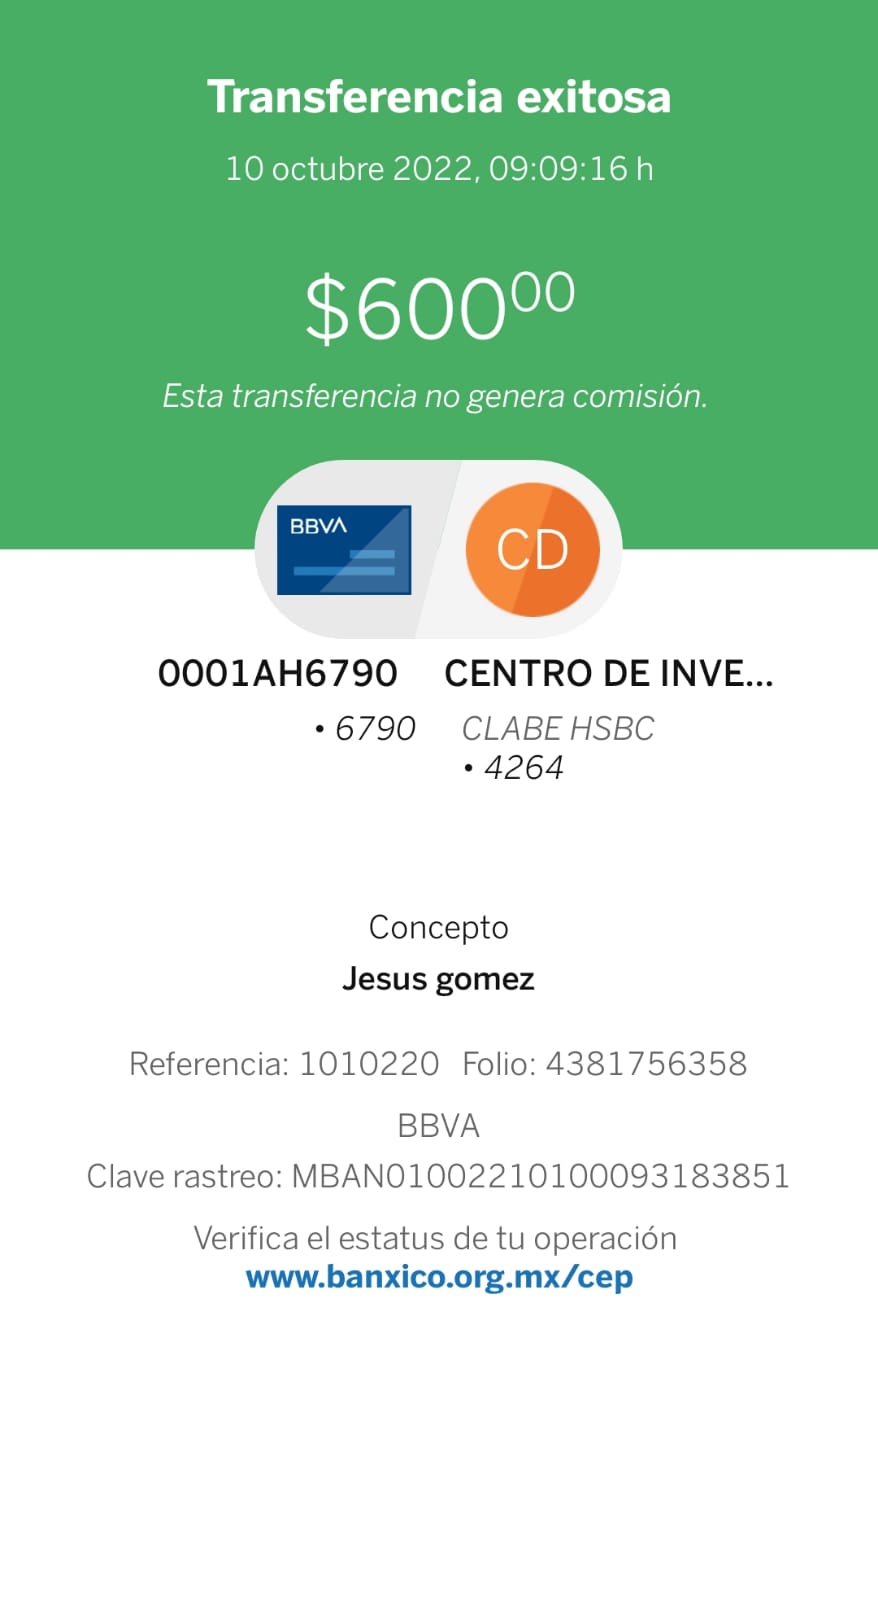 Transferencia exitosa
10 octubre 2022, 09:09:16 h
$600⁰⁰
Esta transferencia no genera comisión.
BBVA
CD
0001AH6790
CENTRO DE INVE...
• 6790
CLABE HSBC
• 4264
Concepto
Jesus gomez
Referencia: 1010220 Folio: 4381756358
BBVA
Clave rastreo: MBAN01002210100093183851
Verifica el estatus de tu operación
www.banxico.org.mx/cep